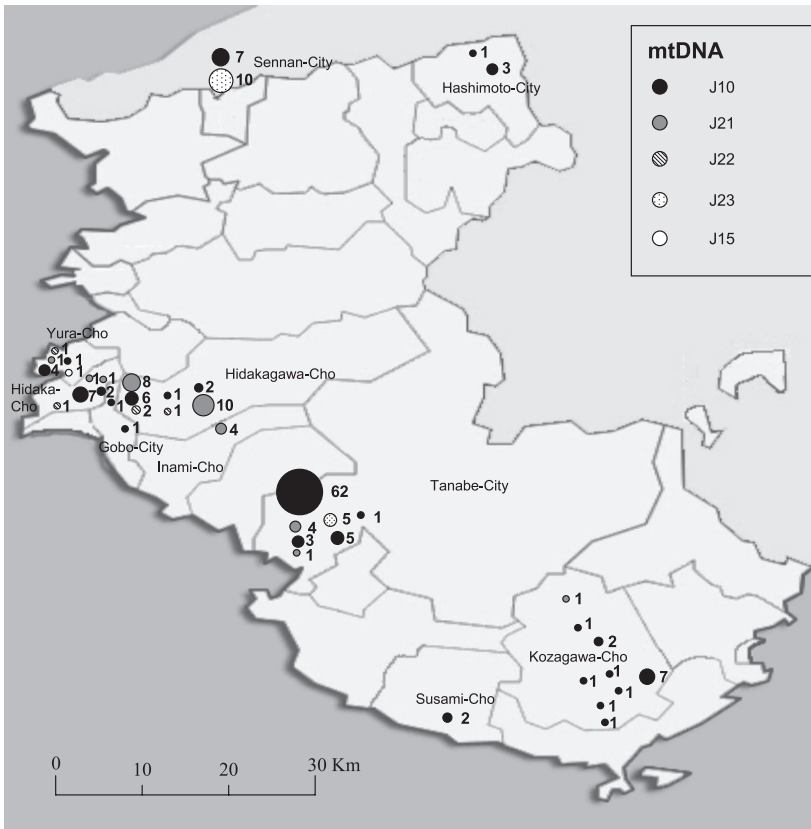 7
Sennan-City
10
1
3
Hashimoto-City
mtDNA
J10
J21
J22
J23
J15
Yura-Cho
1
1
1
4
1
1
1
Hidaka-
Cho
1
7
2
1
8
6
2
1
1
2
Hidakagawa-Cho
10
4
1
Gobo-City
Inami-Cho
Tanabe-City
62
4
5
1
3
5
1
1
1
2
Kozagawa-Cho
1
1
7
1
1
1
Susami-Cho
2
0
10
20
30 Km